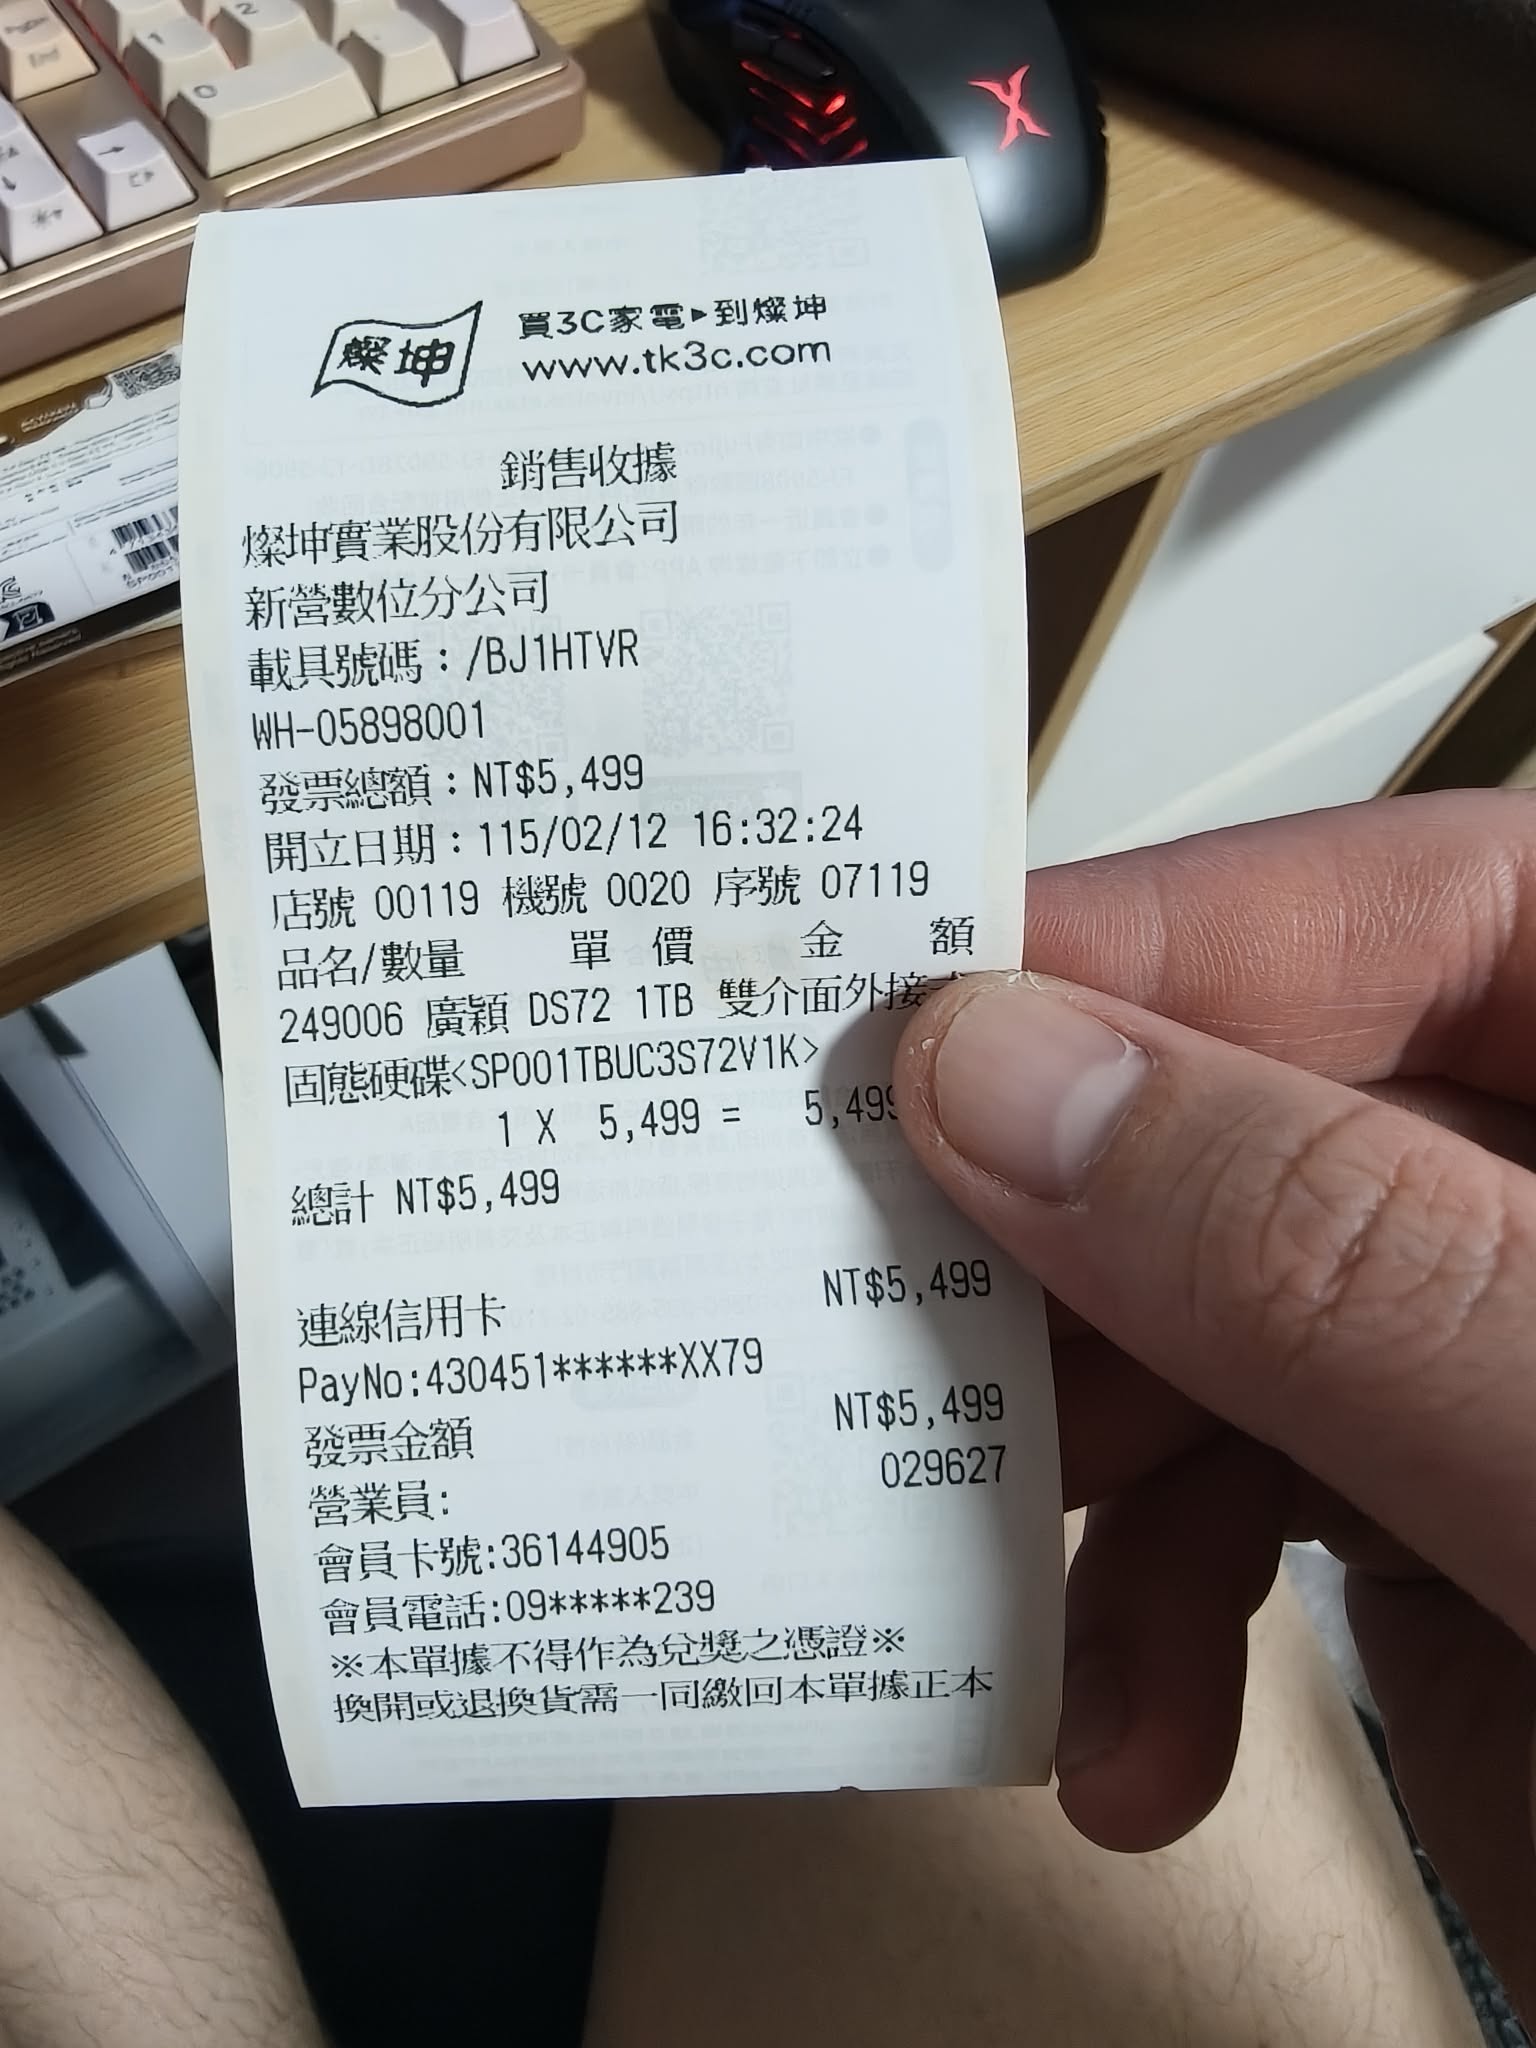 燦坤
買3C家電▸到燦坤
www.tk3c.com
銷售收據
燦坤實業股份有限公司
新營數位分公司
載具號碼：/BJ1HTVR
WH-05898001
發票總額：NT$5,499
開立日期：115/02/12 16:32:24
店號 00119 機號 0020 序號 07119
品名/數量 單 價 金 額
249006 廣穎 DS72 1TB 雙介面外接
固態硬碟<SP001TBUC3S72V1K>
1 X 5,499 = 5,499
總計 NT$5,499
連線信用卡 NT$5,499
PayNo:430451******XX79
發票金額 NT$5,499
營業員: 029627
會員卡號:36144905
會員電話:09*****239
※本單據不得作為兌獎之憑證※
換開或退換貨需一同繳回本單據正本
1
2
0